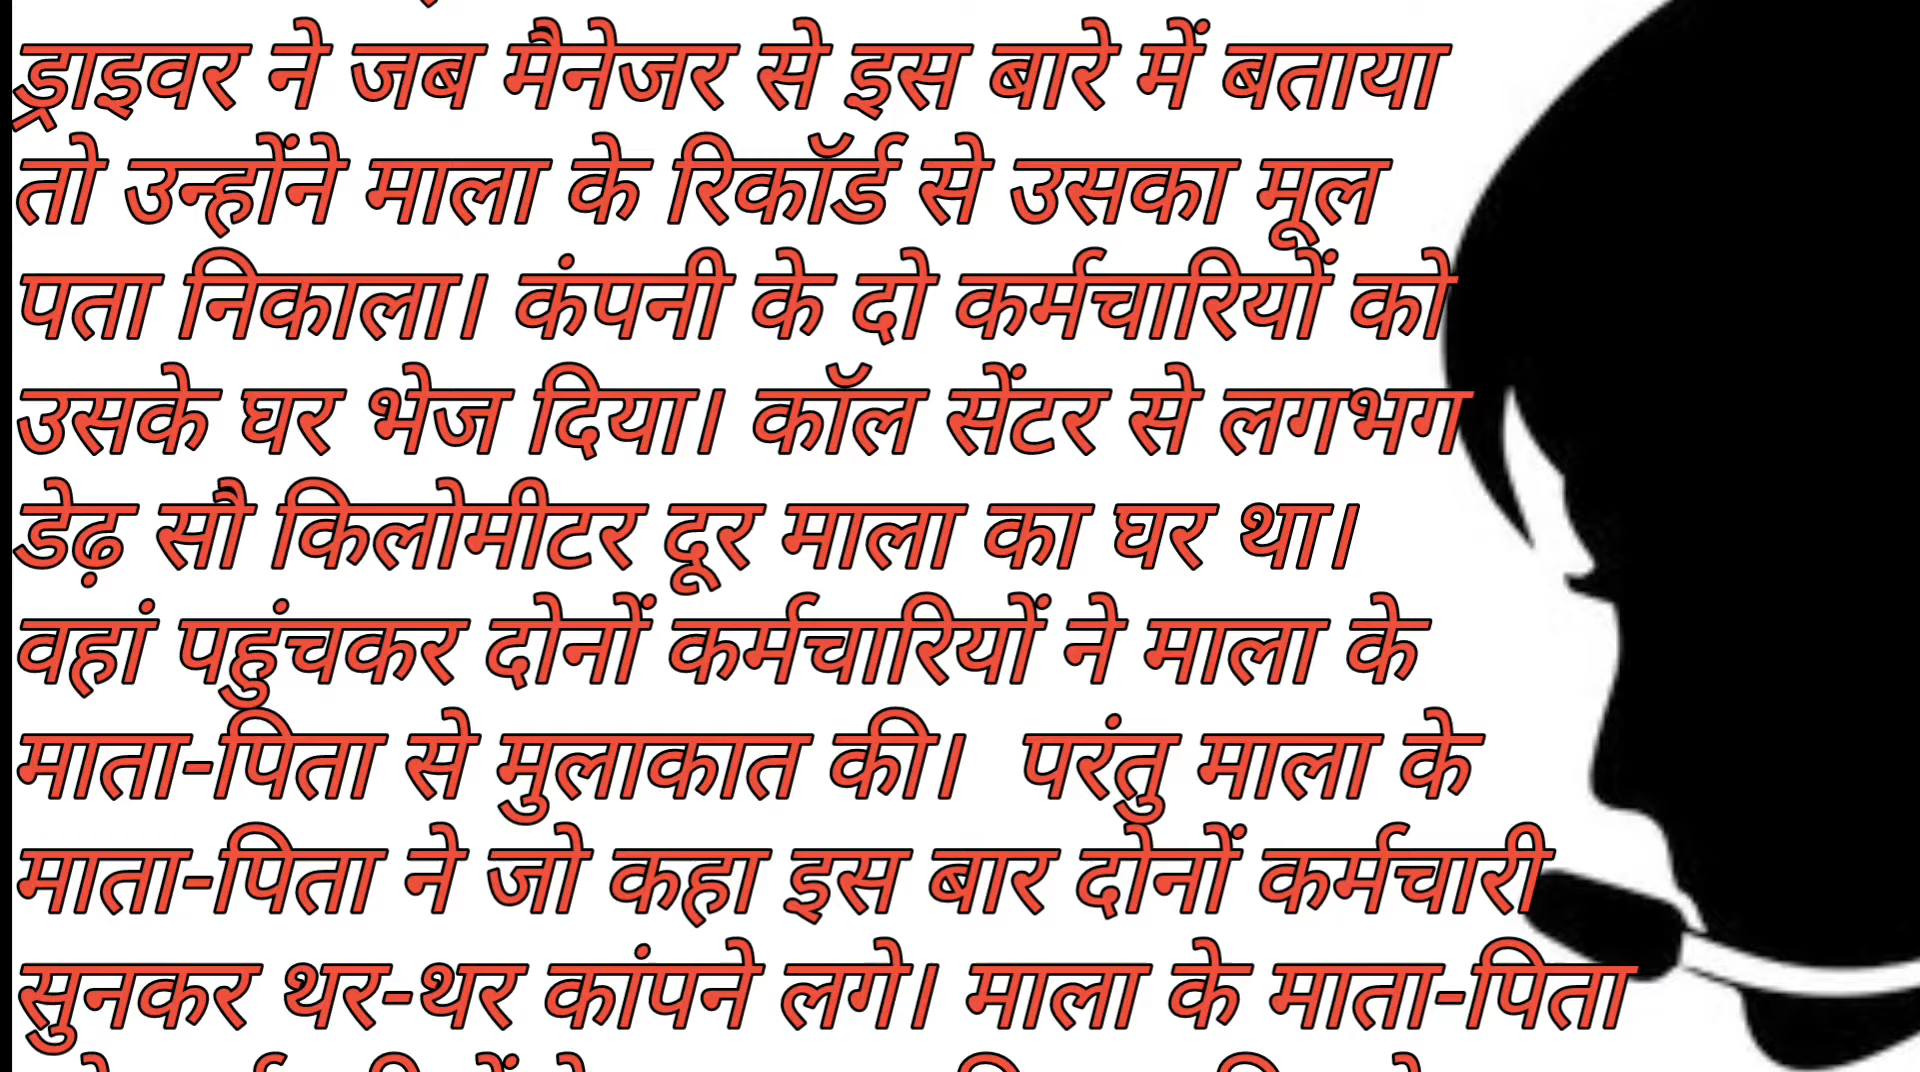 ड्राइवर ने जब मैनेजर से इस बारे में बताया
तो उन्होंने माला के रिकॉर्ड से उसका मूल
पता निकाला। कंपनी के दो कर्मचारियों को
उसके घर भेज दिया। कॉल सेंटर से लगभग
डेढ़ सौ किलोमीटर दूर माला का घर था।
वहां पहुंचकर दोनों कर्मचारियों ने माला के
माता-पिता से मुलाकात की। परंतु माला के
माता-पिता ने जो कहा इस बार दोनों कर्मचारी
सुनकर थर-थर कांपने लगे। माला के माता-पिता